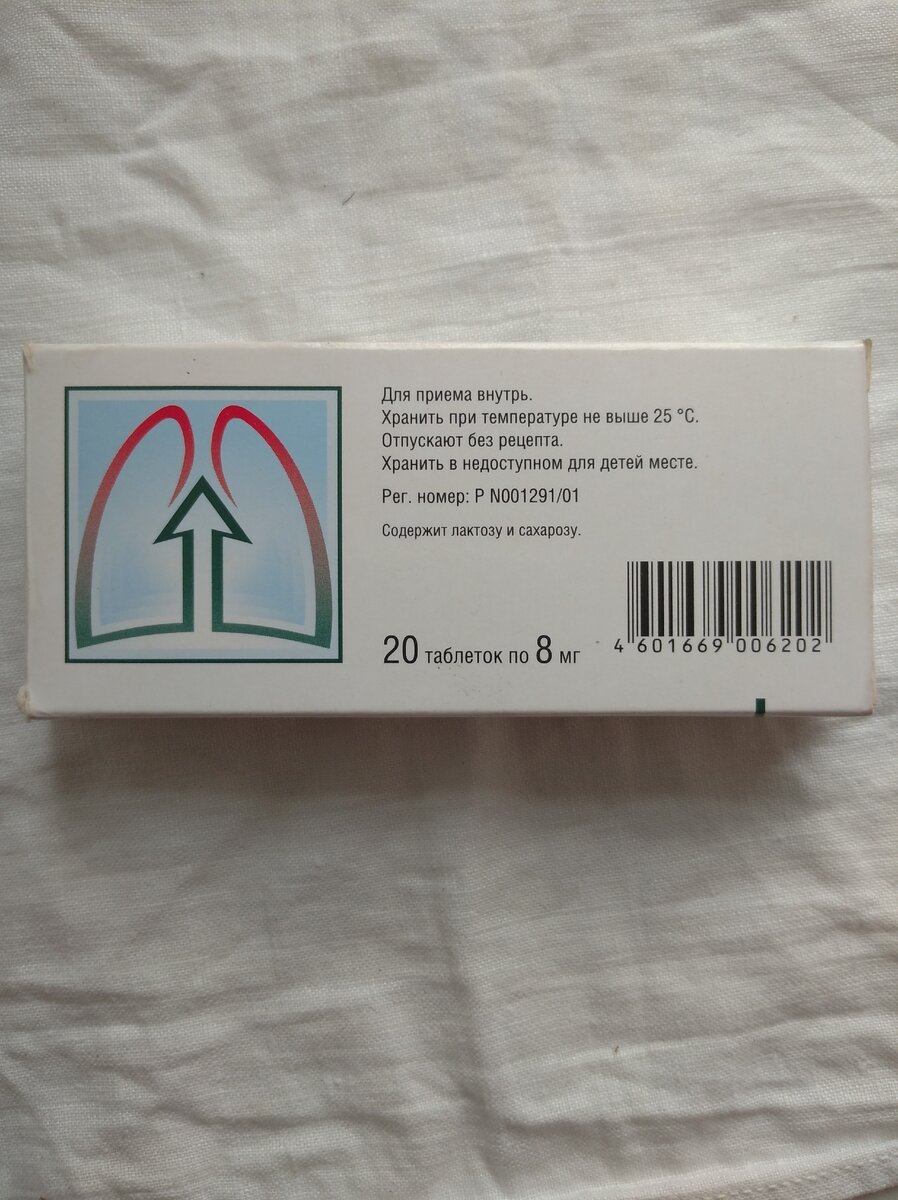 Для приема внутрь.
Хранить при температуре не выше 25 °С.
Отпускают без рецепта.
Хранить в недоступном для детей месте.
Рег. номер: Р N001291/01
Содержит лактозу и сахарозу.
20 таблеток по 8 мг
4 601669 006202